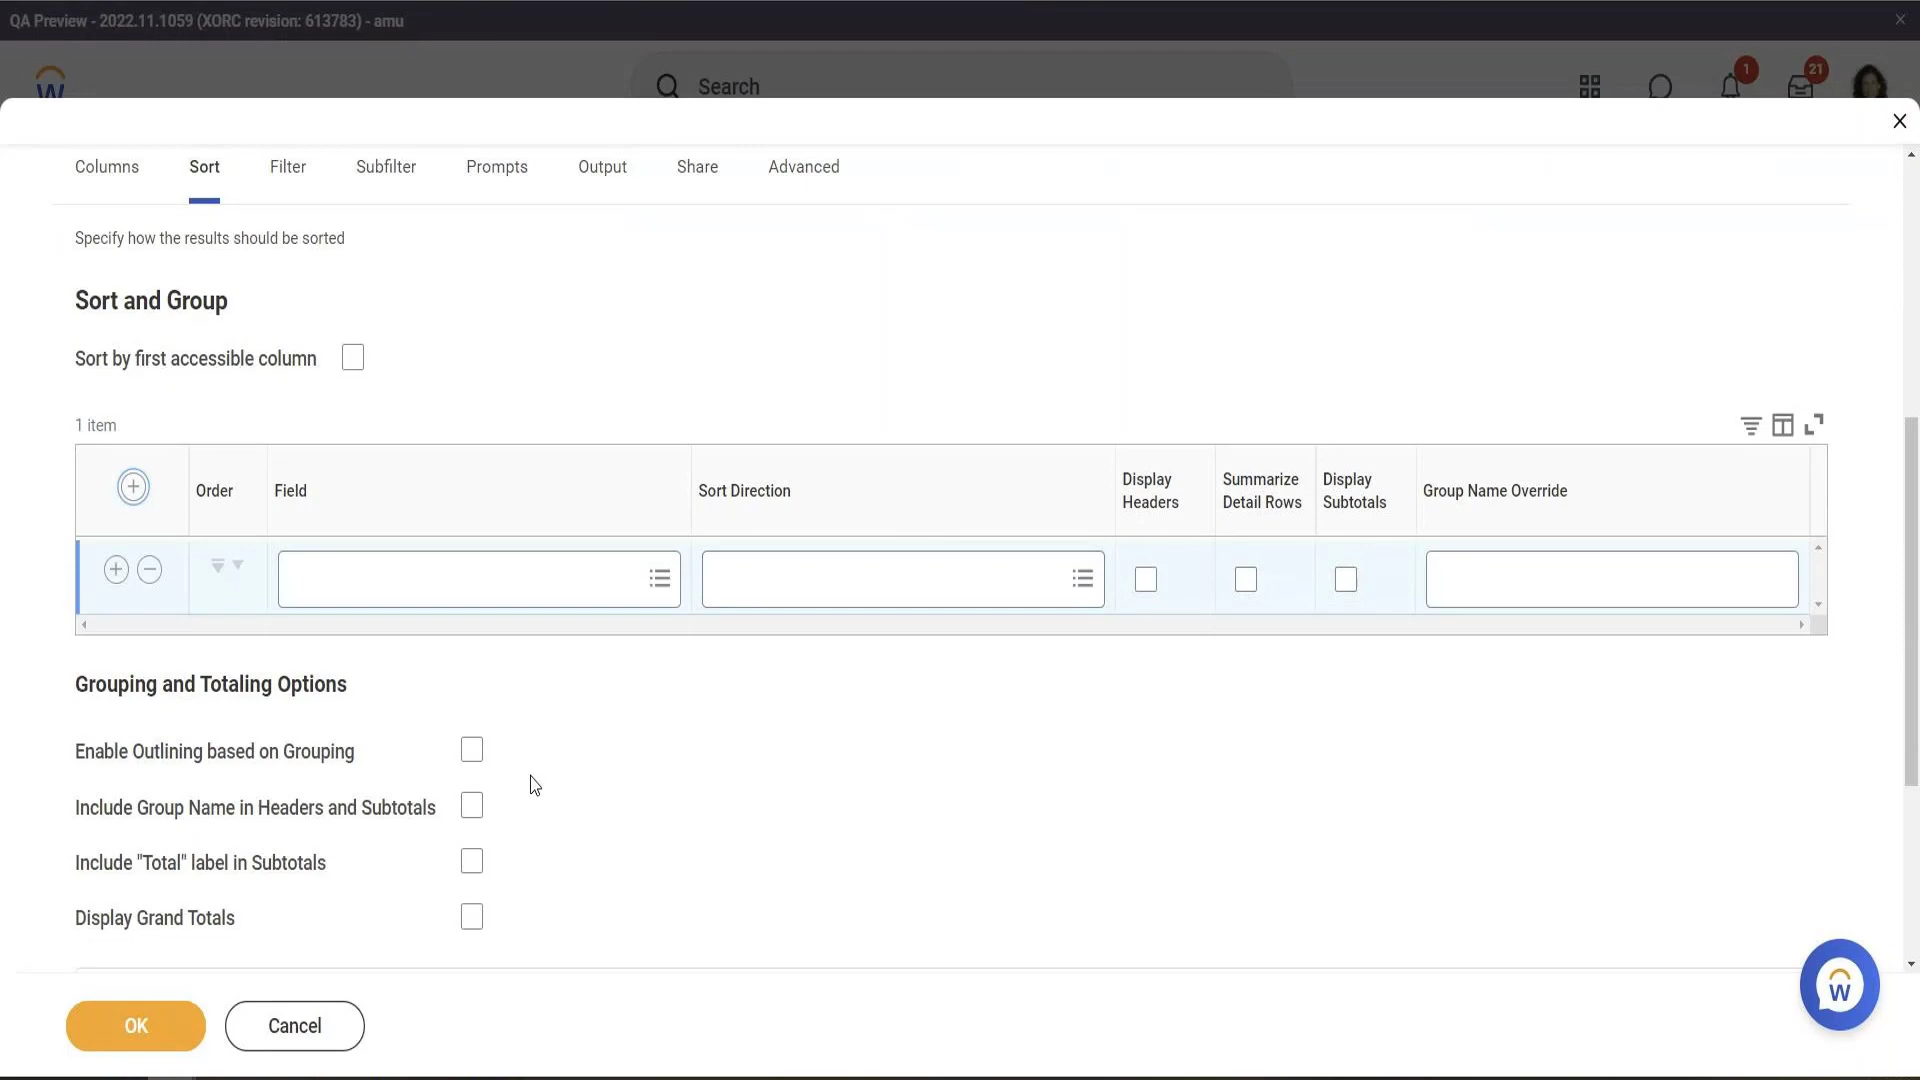 QA Preview - 2022.11.1059 (XORC revision: 613783) - amu
W
Search
1
21
Columns
Sort
Filter
Subfilter
Prompts
Output
Share
Advanced
Specify how the results should be sorted
Sort and Group
Sort by first accessible column
1 item
Order
Field
Sort Direction
Display
Headers
Summarize
Detail Rows
Display
Subtotals
Group Name Override
Grouping and Totaling Options
Enable Outlining based on Grouping
Include Group Name in Headers and Subtotals
Include "Total" label in Subtotals
Display Grand Totals
W
OK
Cancel